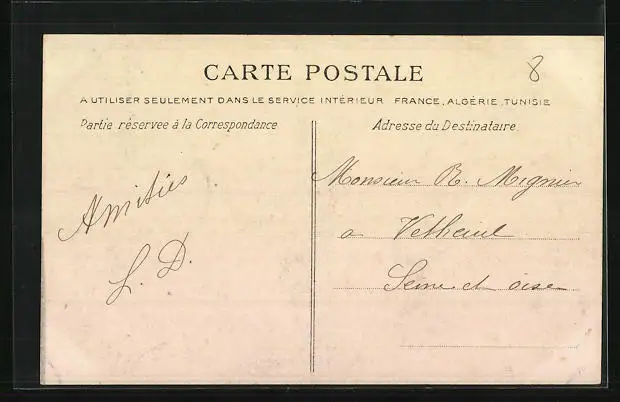 CARTE POSTALE
8
A UTILISER SEULEMENT DANS LE SERVICE INTÉRIEUR FRANCE, ALGÉRIE, TUNISIE
Partie réservée à la Correspondance
Adresse du Destinataire
Amitiés
L. D.
Monsieur R. Mignier
a Vetheuil
Seine et oise